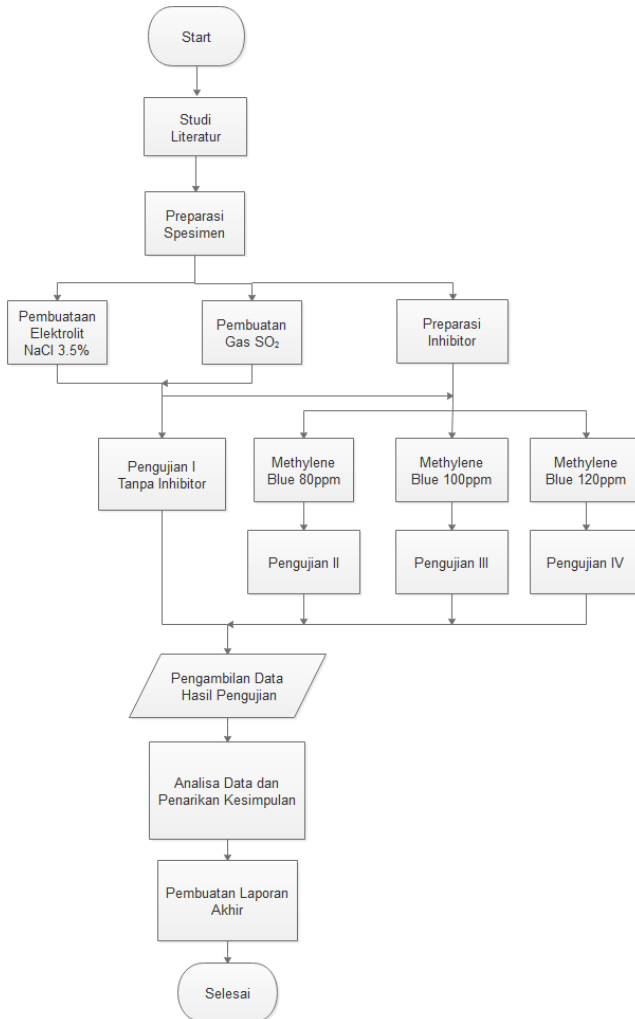 Start
Studi
Literatur
Preparasi
Spesimen
Pembuataan
Elektrolit
NaCl 3.5%
Pembuatan
Gas SO₂
Preparasi
Inhibitor
Pengujian I
Tanpa Inhibitor
Methylene
Blue 80ppm
Methylene
Blue 100ppm
Methylene
Blue 120ppm
Pengujian II
Pengujian III
Pengujian IV
Pengambilan Data
Hasil Pengujian
Analisa Data dan
Penarikan Kesimpulan
Pembuatan Laporan
Akhir
Selesai